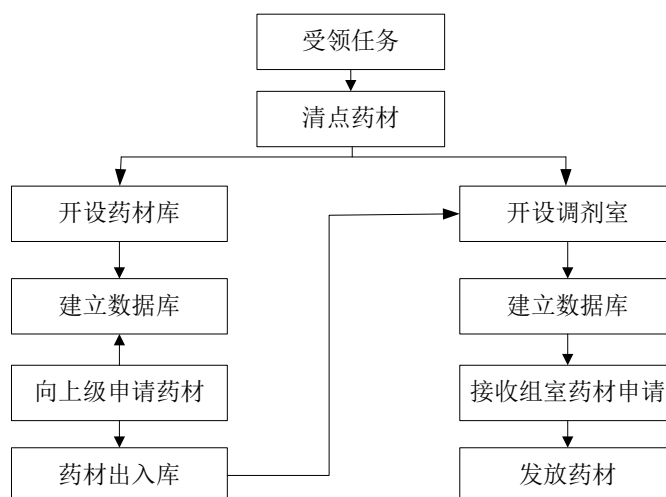 受领任务
清点药材
开设药材库
开设调剂室
建立数据库
建立数据库
向上级申请药材
接收组室药材申请
药材出入库
发放药材